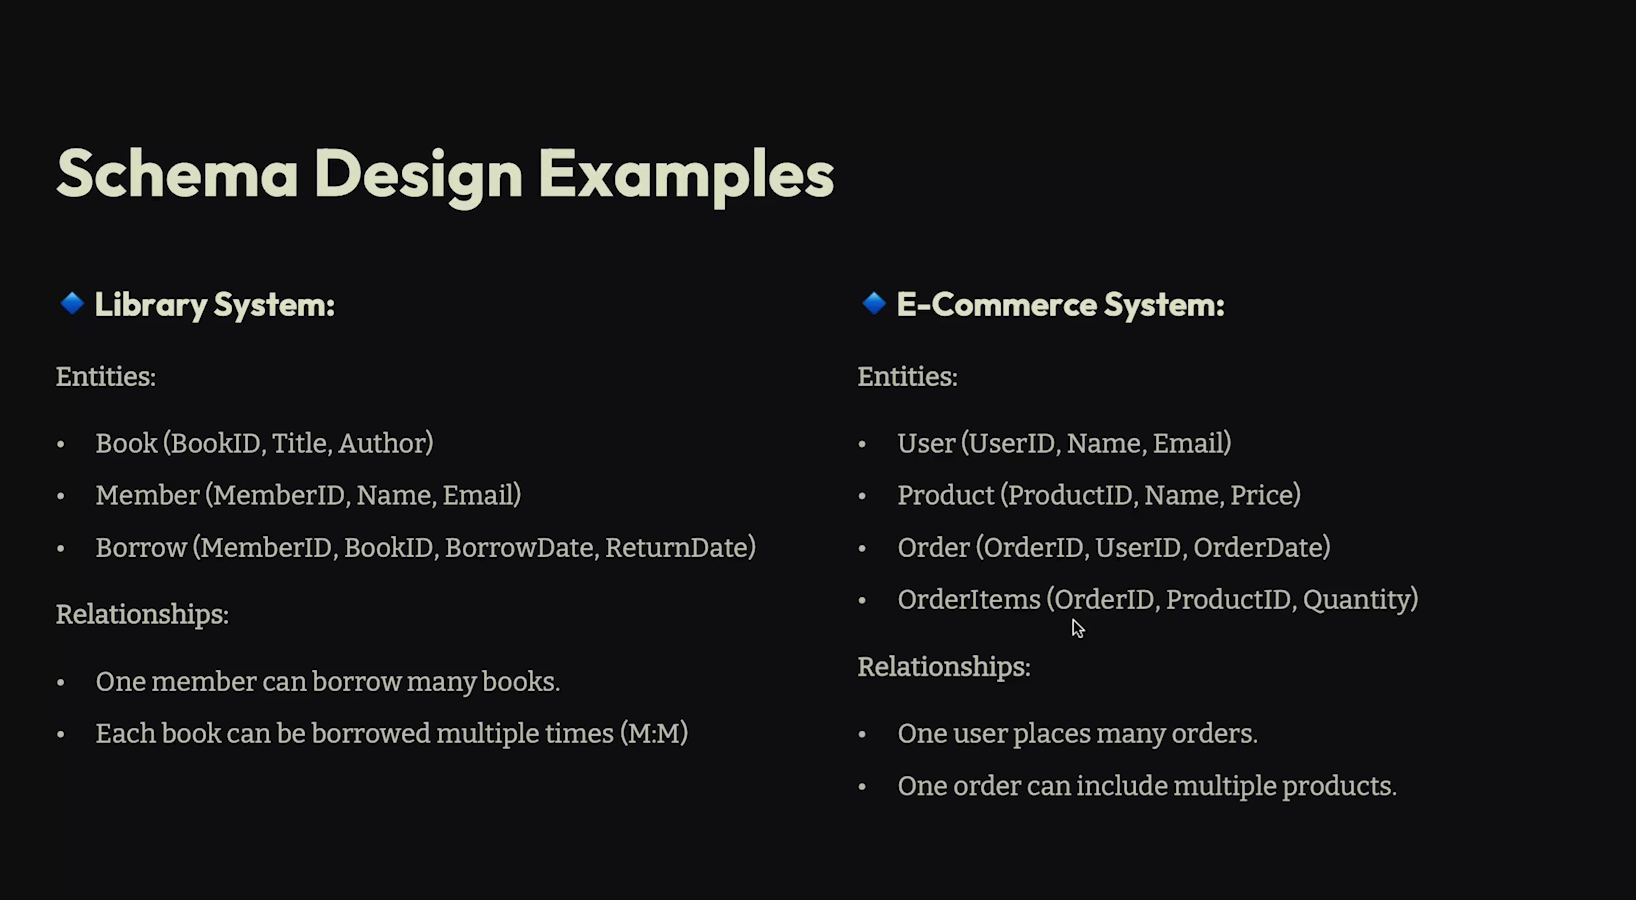 Schema Design Examples
🔹 Library System:
Entities:
• Book (BookID, Title, Author)
• Member (MemberID, Name, Email)
• Borrow (MemberID, BookID, BorrowDate, ReturnDate)
Relationships:
• One member can borrow many books.
• Each book can be borrowed multiple times (M:M)
🔹 E-Commerce System:
Entities:
• User (UserID, Name, Email)
• Product (ProductID, Name, Price)
• Order (OrderID, UserID, OrderDate)
• OrderItems (OrderID, ProductID, Quantity)
Relationships:
• One user places many orders.
• One order can include multiple products.